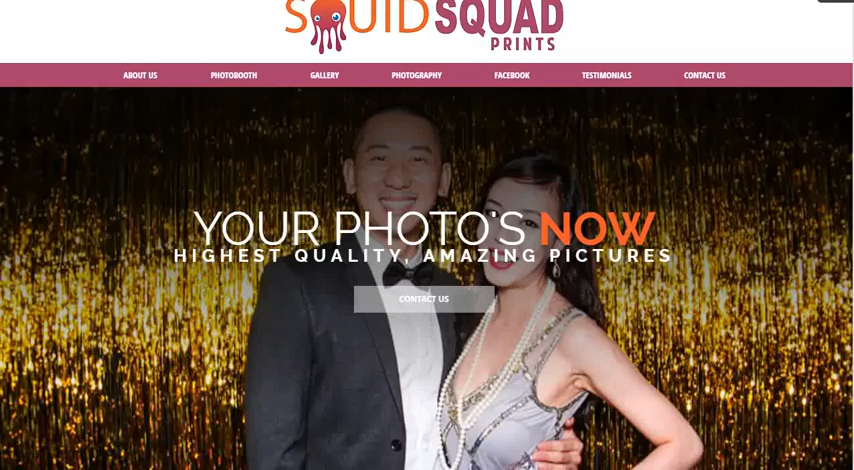 SQUID SQUAD
PRINTS
ABOUT US PHOTOBOOTH GALLERY PHOTOGRAPHY FACEBOOK TESTIMONIALS CONTACT US
YOUR PHOTO'S NOW
HIGHEST QUALITY, AMAZING PICTURES
CONTACT US